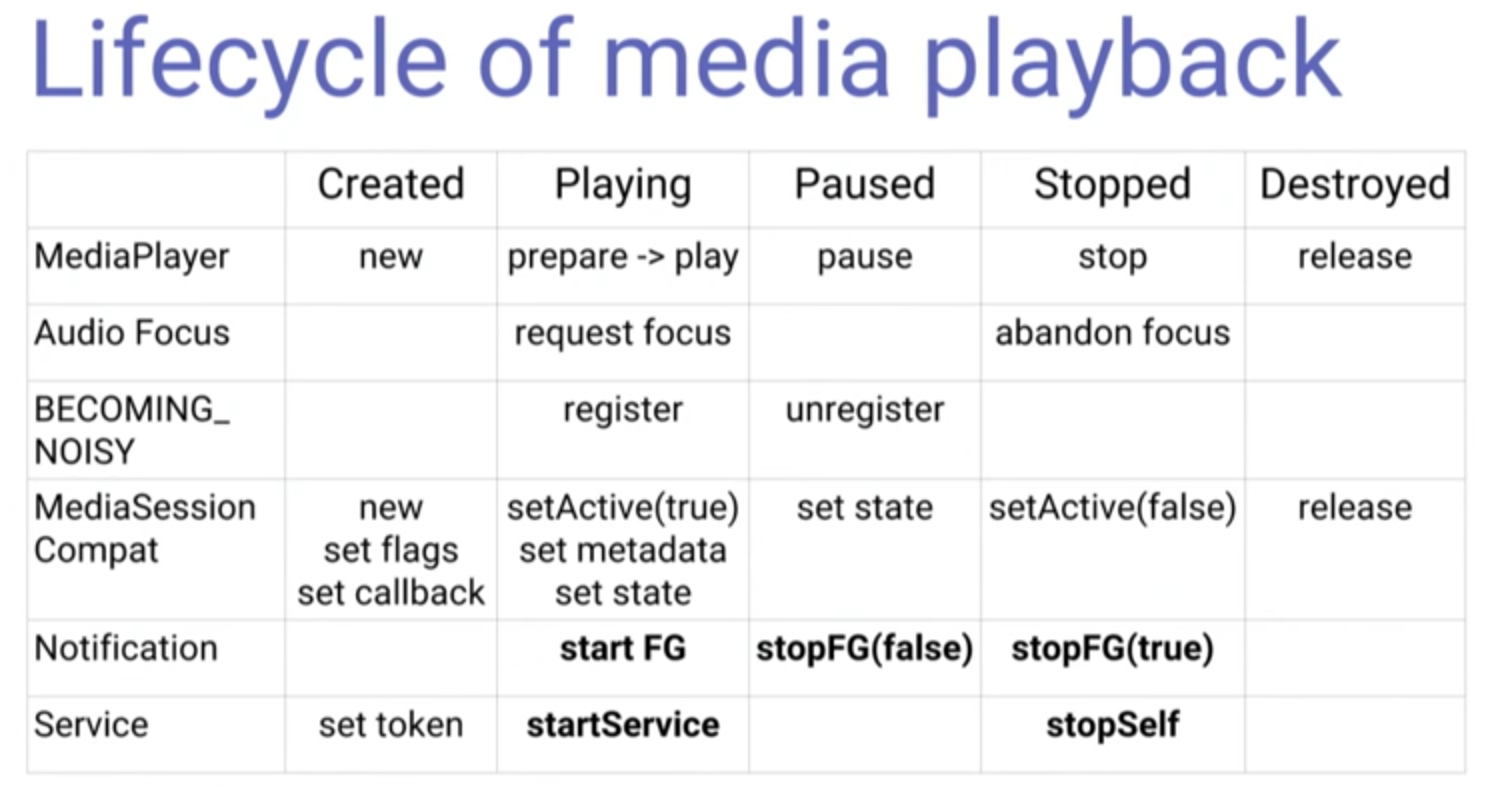 Lifecycle of media playback
Created Playing Paused Stopped Destroyed
MediaPlayer new prepare -> play pause stop release
Audio Focus request focus abandon focus
BECOMING_ register unregister
NOISY
MediaSession new setActive(true) set state setActive(false) release
Compat set flags set metadata
set callback set state
Notification start FG stopFG(false) stopFG(true)
Service set token startService stopSelf